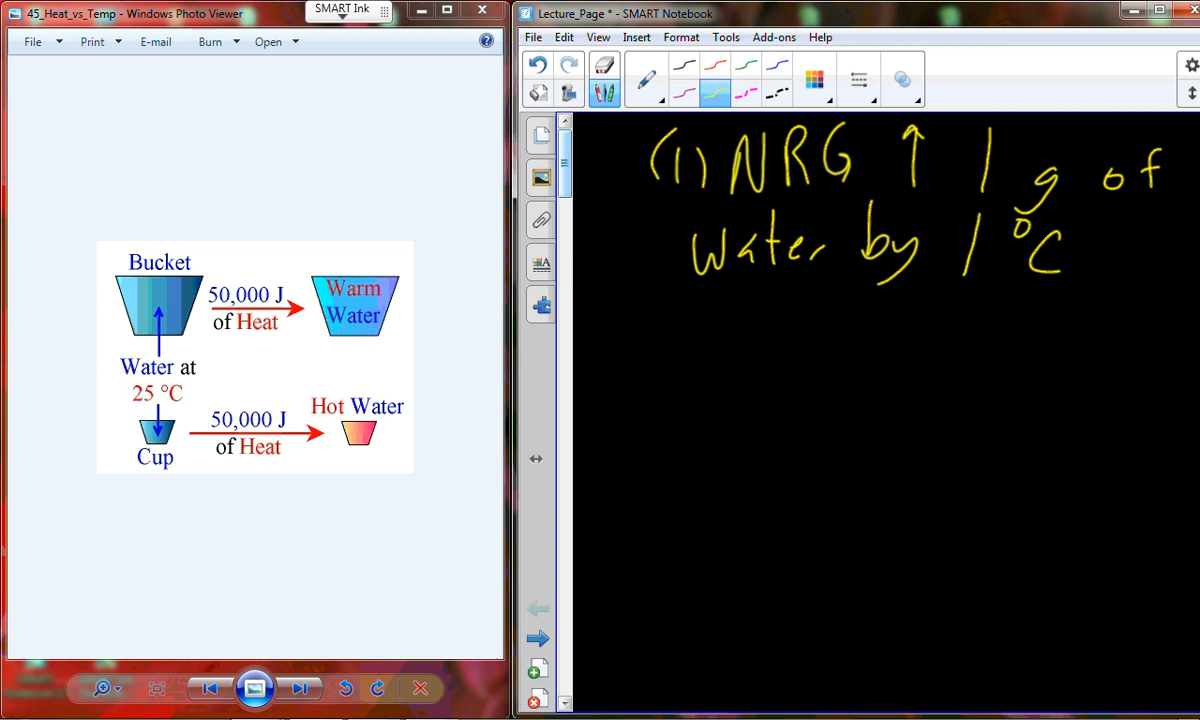 45_Heat_vs_Temp - Windows Photo Viewer
SMART Ink
File Print E-mail Burn Open
Bucket
50,000 J
of Heat
Warm
Water
Water at
25 °C
50,000 J
of Heat
Hot Water
Cup
Lecture_Page * - SMART Notebook
File Edit View Insert Format Tools Add-ons Help
(1) NRG ↑ 1 g of
water by 1 °C